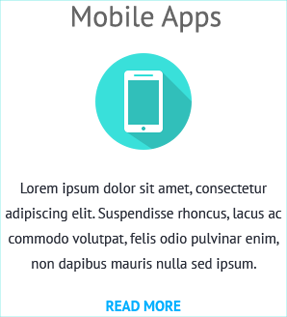 Mobile Apps
Lorem ipsum dolor sit amet, consectetur
adipiscing elit. Suspendisse rhoncus, lacus ac
commodo volutpat, felis odio pulvinar enim,
non dapibus mauris nulla sed ipsum.
READ MORE